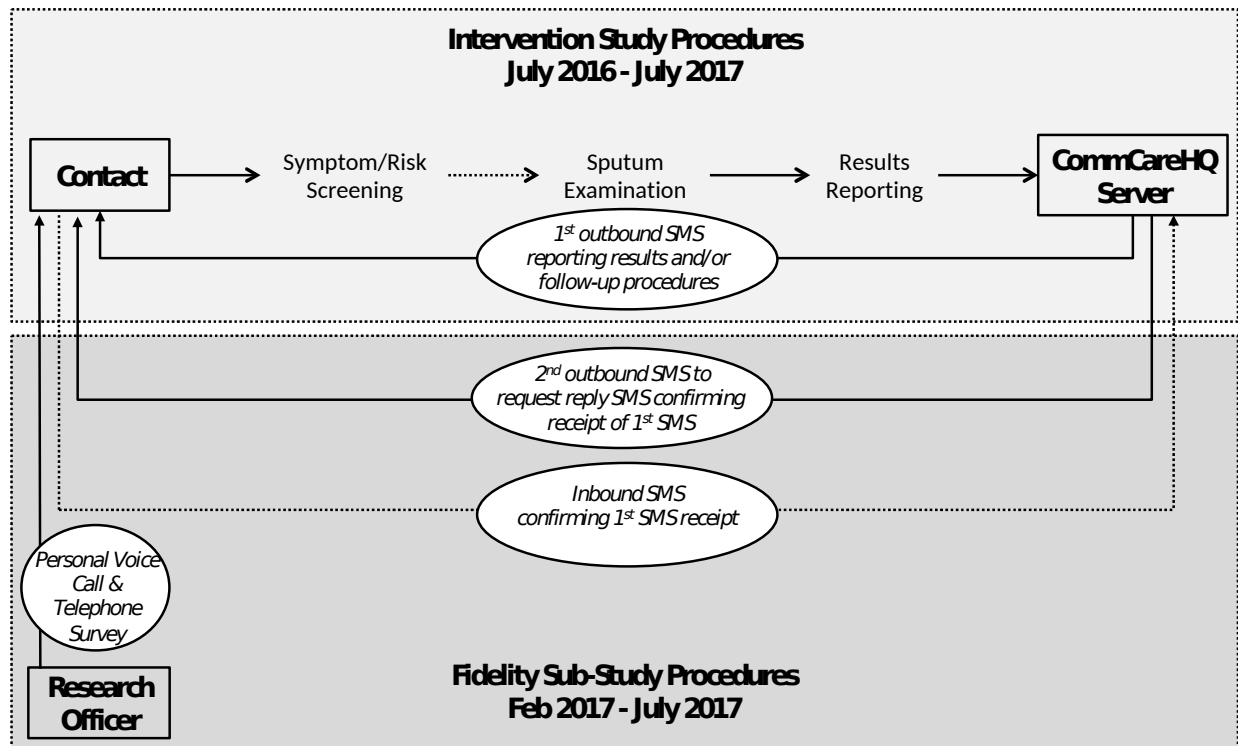 Intervention Study Procedures
July 2016 - July 2017
Contact
Symptom/Risk
Screening
Sputum
Examination
Results
Reporting
CommCareHQ
Server
1st outbound SMS
reporting results and/or
follow-up procedures
2nd outbound SMS to
request reply SMS confirming
receipt of 1st SMS
Inbound SMS
confirming 1st SMS receipt
Personal Voice
Call &
Telephone
Survey
Research
Officer
Fidelity Sub-Study Procedures
Feb 2017 - July 2017